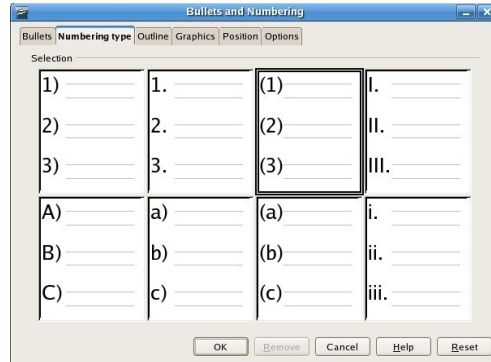 Bullets and Numbering
Bullets Numbering type Outline Graphics Position Options
Selection
1) 1. (1) I.
2) 2. (2) II.
3) 3. (3) III.
A) a) (a) i.
B) b) (b) ii.
C) c) (c) iii.
OK Remove Cancel Help Reset